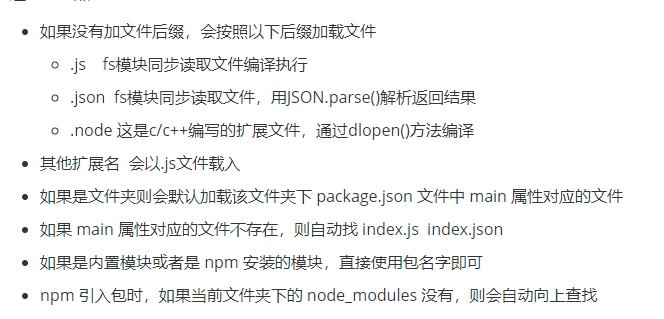 如果没有加文件后缀，会按照以下后缀加载文件
.js fs模块同步读取文件编译执行
.json fs模块同步读取文件，用JSON.parse()解析返回结果
.node 这是c/c++编写的扩展文件，通过dlopen()方法编译
其他扩展名 会以.js文件载入
如果是文件夹则会默认加载该文件夹下 package.json 文件中 main 属性对应的文件
如果 main 属性对应的文件不存在，则自动找 index.js index.json
如果是内置模块或者是 npm 安装的模块，直接使用包名字即可
npm 引入包时，如果当前文件夹下的 node_modules 没有，则会自动向上查找